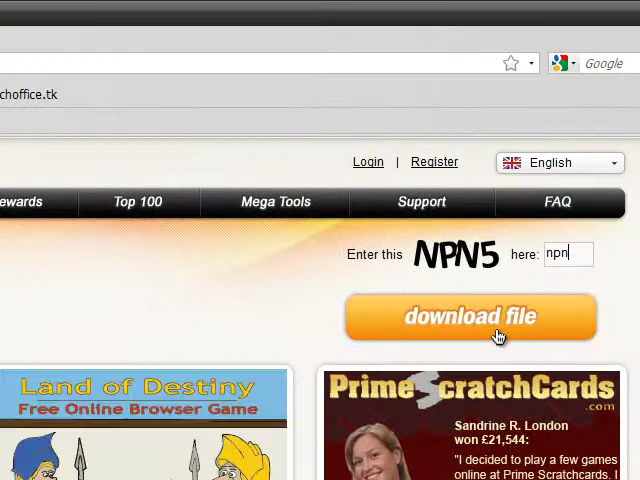 Google
choffice.tk
Login | Register
English
ewards Top 100 Mega Tools Support FAQ
Enter this NPN5 here: npn
download file
Land of Destiny
Free Online Browser Game
PrimeScratchCards
.com
Sandrine R. London
won £21,544:
"I decided to play a few games
online at Prime Scratchcards. I